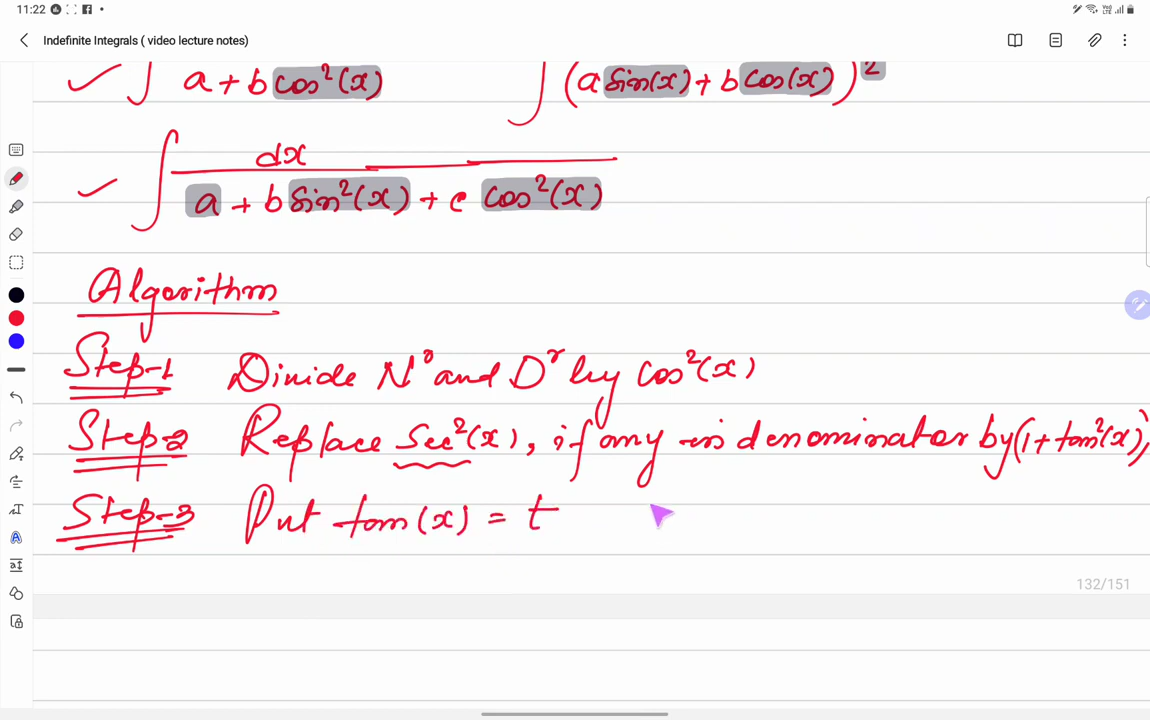 11:22
Indefinite Integrals ( video lecture notes)
∫ a + b cos²(x) ∫ (a sin(x) + b cos(x))²
∫ dx
a + b sin²(x) + c cos²(x)
Algorithm
Step-1 Divide Nʳ and Dʳ by cos²(x)
Step-2 Replace Sec²(x), if any in denominator by (1+tan²(x))
Step-3 Put tan(x) = t
132/151